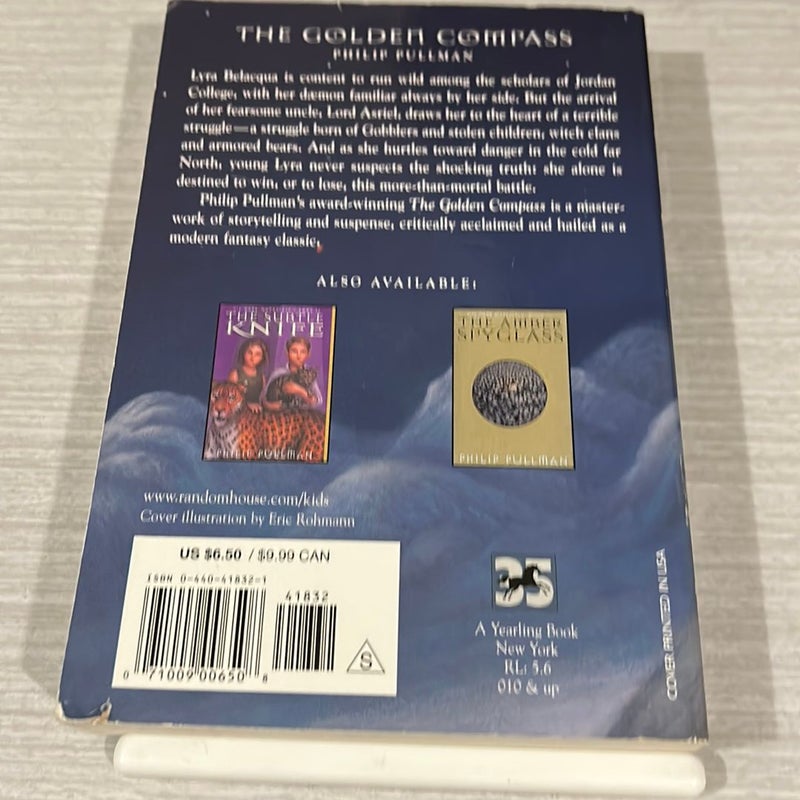 THE GOLDEN COMPASS
PHILIP PULLMAN
Lyra Belacqua is content to run wild among the scholars of Jordan
College, with her dæmon familiar always by her side. But the arrival
of her fearsome uncle, Lord Asriel, draws her to the heart of a terrible
struggle—a struggle born of Gobblers and stolen children, witch clans
and armored bears. And as she hurtles toward danger in the cold far
North, young Lyra never suspects the shocking truth: she alone is
destined to win, or to lose, this more-than-mortal battle.
Philip Pullman's award-winning The Golden Compass is a master-
work of storytelling and suspense, critically acclaimed and hailed as a
modern fantasy classic.
ALSO AVAILABLE:
THE SUBTLE
KNIFE
PHILIP PULLMAN
THE AMBER
SPYGLASS
PHILIP PULLMAN
www.randomhouse.com/kids
Cover illustration by Eric Rohmann
US $6.50 / $9.99 CAN
ISBN 0-440-41832-1
41832
0 71009 00650 8
S
35
A Yearling Book
New York
RL: 5.6
010 & up
COVER PRINTED IN USA